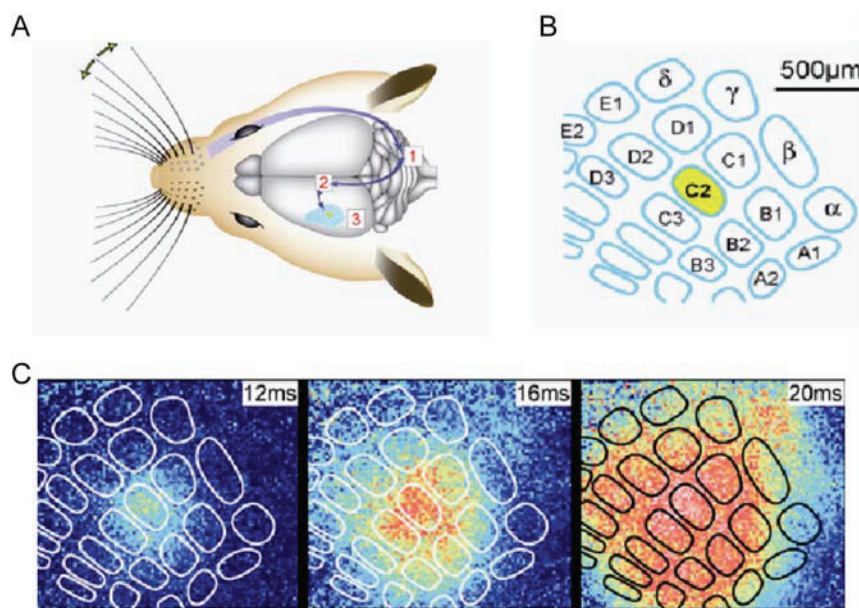 A
1
2
3
B
500µm
δ
γ
E1
E2
D1
β
D2
C1
D3
C2
α
C3
B1
B2
A1
B3
A2
C
12ms
16ms
20ms